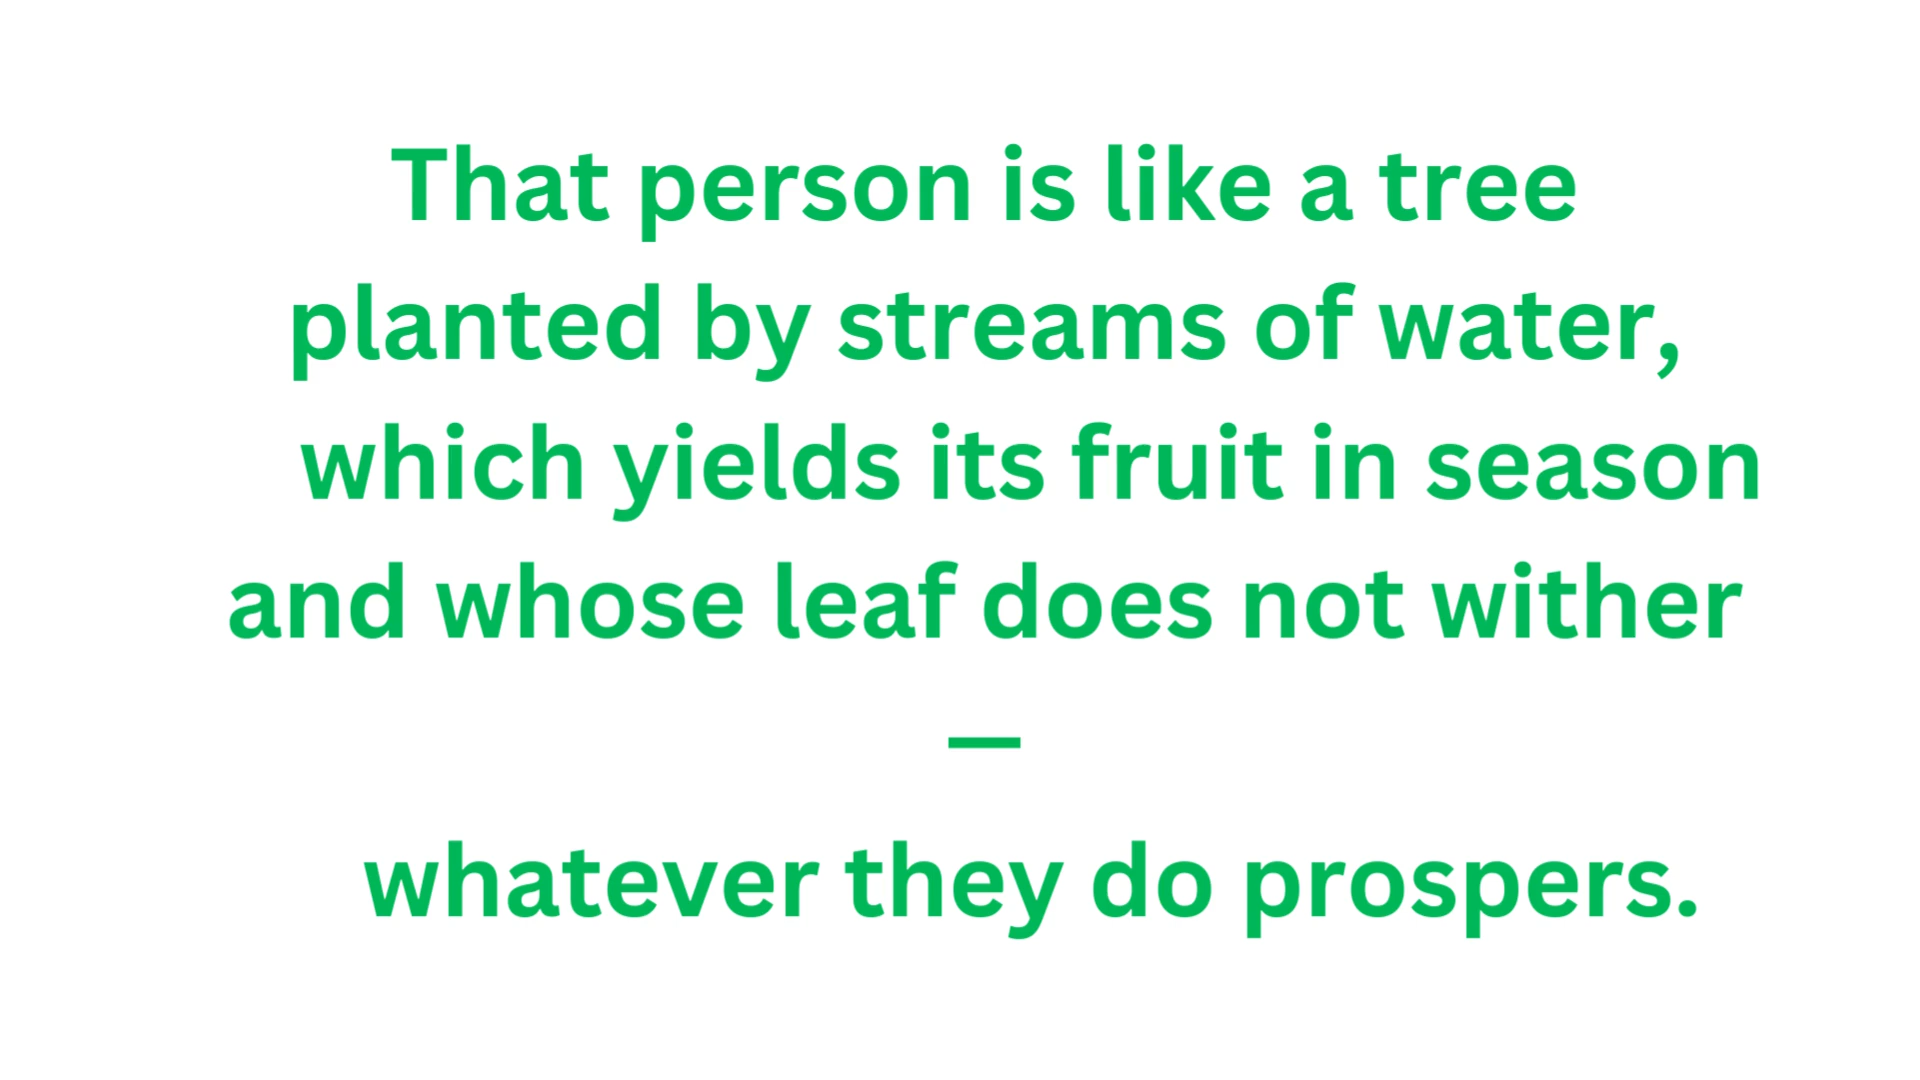 That person is like a tree
planted by streams of water,
which yields its fruit in season
and whose leaf does not wither
—
whatever they do prospers.